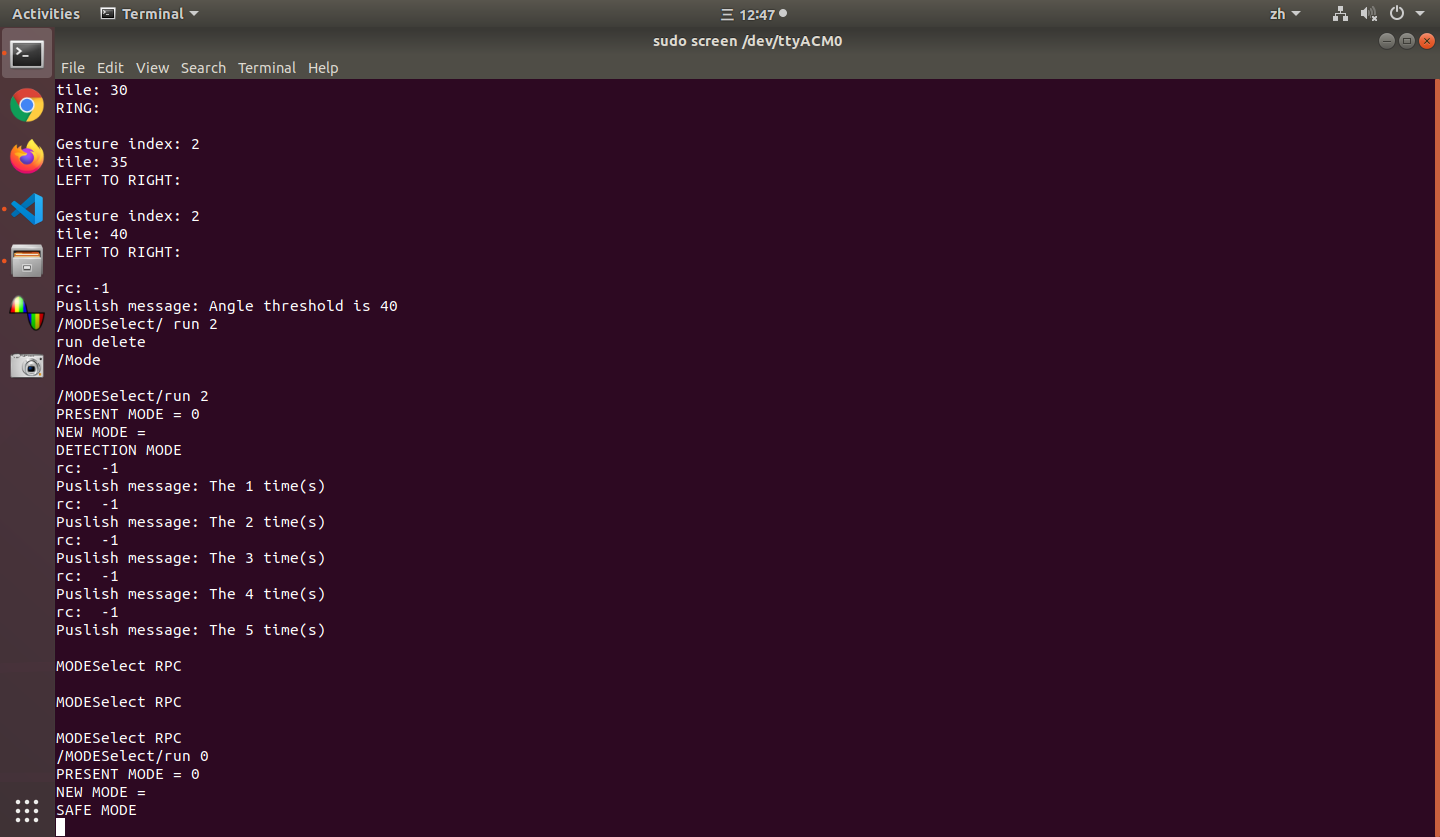 Activities Terminal 三 12:47 zh
sudo screen /dev/ttyACM0
File Edit View Search Terminal Help
tile: 30
RING:
Gesture index: 2
tile: 35
LEFT TO RIGHT:
Gesture index: 2
tile: 40
LEFT TO RIGHT:
rc: -1
Puslish message: Angle threshold is 40
/MODESelect/ run 2
run delete
/Mode
/MODESelect/run 2
PRESENT MODE = 0
NEW MODE =
DETECTION MODE
rc:  -1
Puslish message: The 1 time(s)
rc:  -1
Puslish message: The 2 time(s)
rc:  -1
Puslish message: The 3 time(s)
rc:  -1
Puslish message: The 4 time(s)
rc:  -1
Puslish message: The 5 time(s)
MODESelect RPC
MODESelect RPC
MODESelect RPC
/MODESelect/run 0
PRESENT MODE = 0
NEW MODE =
SAFE MODE